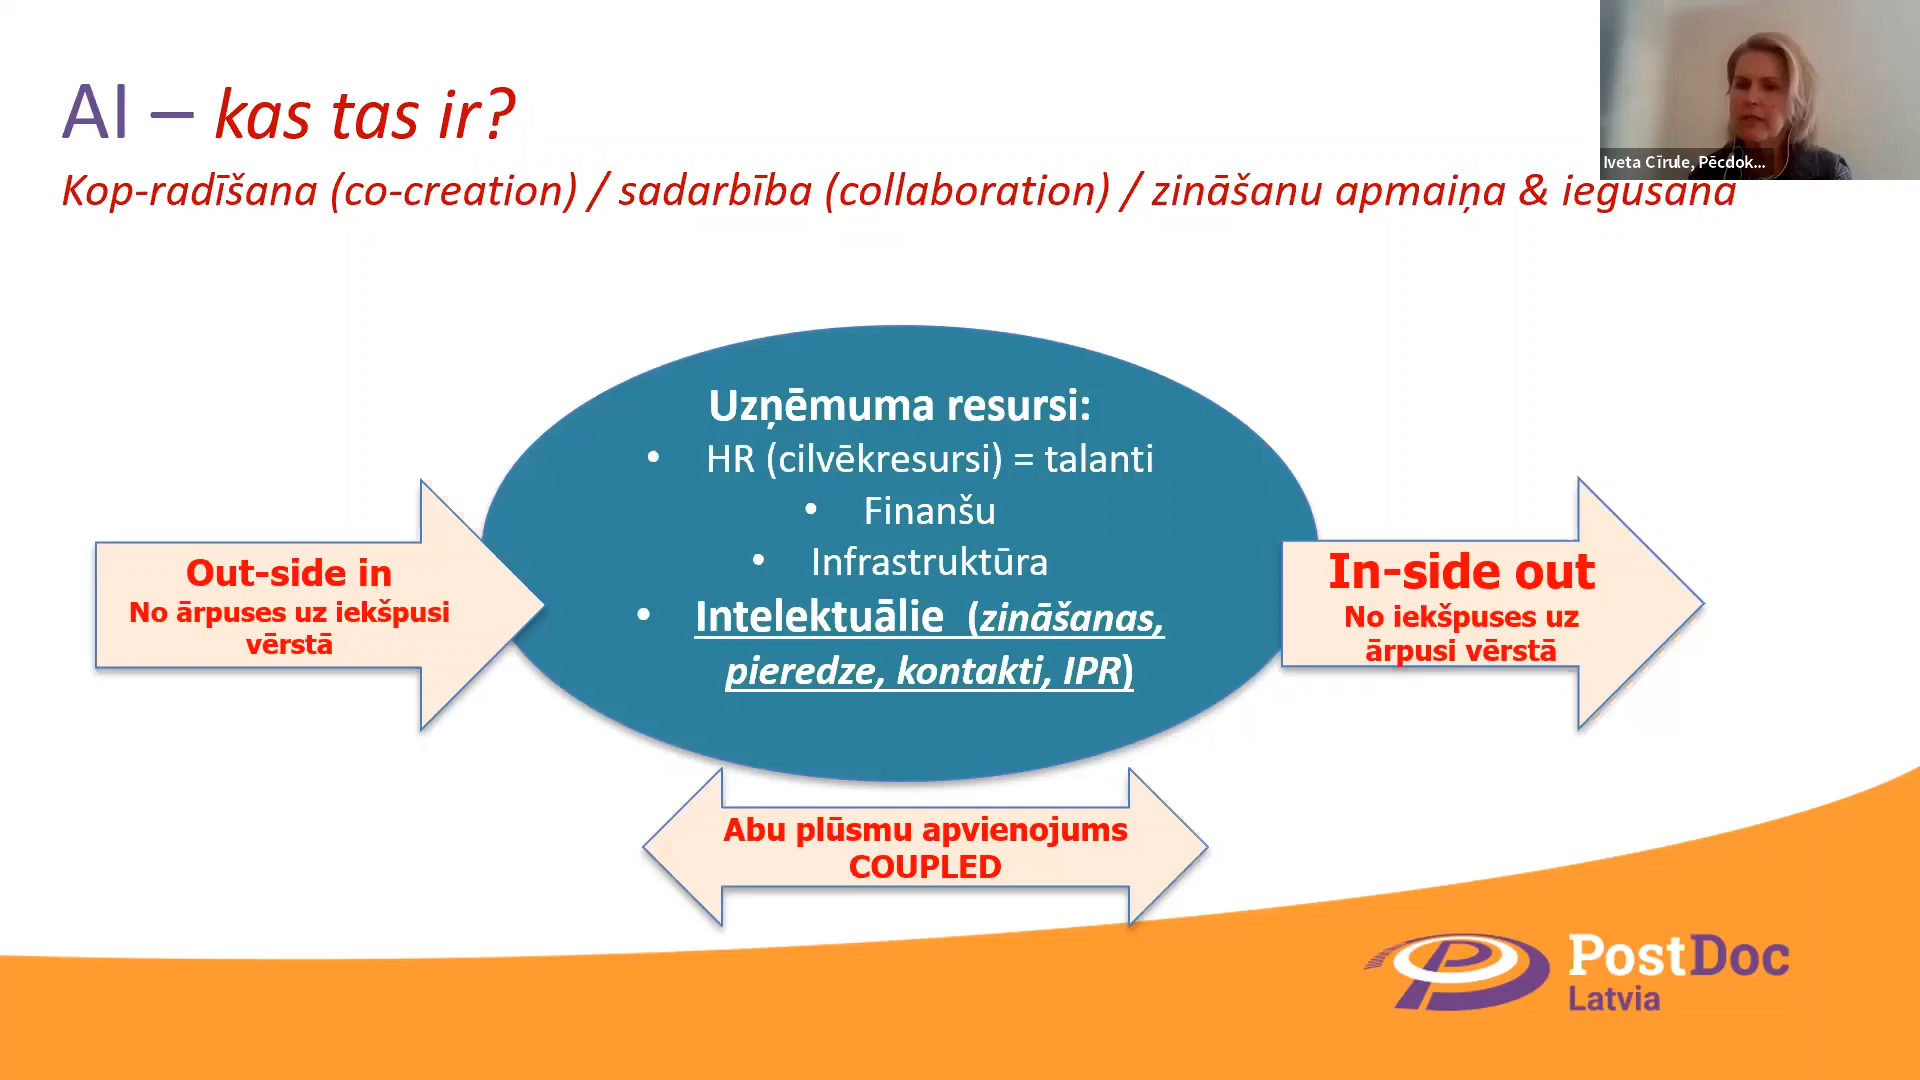 AI – kas tas ir?
Kop-radīšana (co-creation) / sadarbība (collaboration) / zināšanu apmaiņa & iegūšana
Iveta Cīrule, Pēcdok...
Uzņēmuma resursi:
• HR (cilvēkresursi) = talanti
• Finanšu
• Infrastruktūra
• Intelektuālie (zināšanas,
pieredze, kontakti, IPR)
Out-side in
No ārpuses uz iekšpusi
vērstā
In-side out
No iekšpuses uz
ārpusi vērstā
Abu plūsmu apvienojums
COUPLED
PostDoc
Latvia